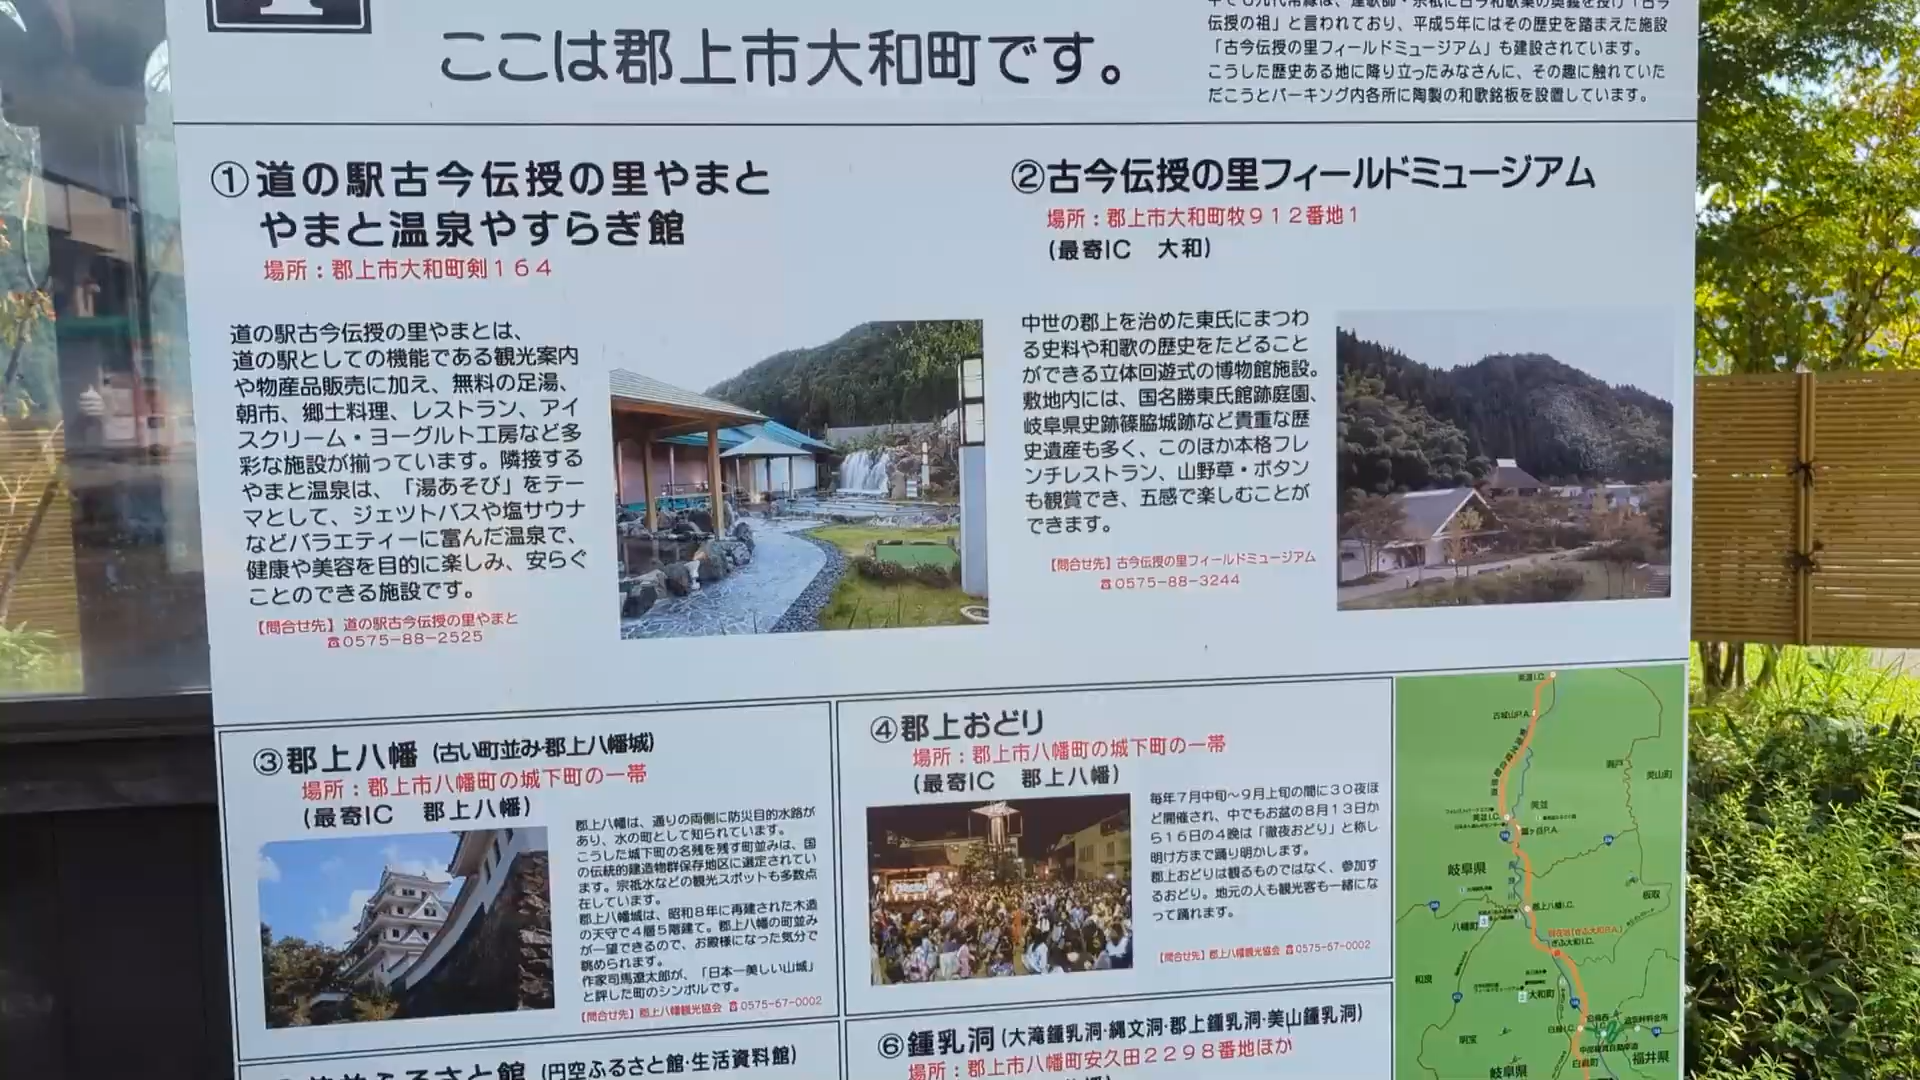 伝授の祖」と言われており、平成5年にはその歴史を踏まえた施設
「古今伝授の里フィールドミュージアム」も建設されています。
こうした歴史ある地に降り立ったみなさんに、その趣に触れていた
だこうとパーキング内各所に陶製の和歌銘板を設置しています。
ここは郡上市大和町です。
①道の駅古今伝授の里やまと
やまと温泉やすらぎ館
場所：郡上市大和町剣１６４
道の駅古今伝授の里やまとは、
道の駅としての機能である観光案内
や物産品販売に加え、無料の足湯、
朝市、郷土料理、レストラン、アイ
スクリーム・ヨーグルト工房など多
彩な施設が揃っています。隣接する
やまと温泉は、「湯あそび」をテー
マとして、ジェツトバスや塩サウナ
などバラエティーに富んだ温泉で、
健康や美容を目的に楽しみ、安らぐ
ことのできる施設です。
【問合せ先】道の駅古今伝授の里やまと
☎0575-88-2525
②古今伝授の里フィールドミュージアム
場所：郡上市大和町牧９１２番地１
(最寄IC　大和)
中世の郡上を治めた東氏にまつわ
る史料や和歌の歴史をたどること
ができる立体回遊式の博物館施設。
敷地内には、国名勝東氏館跡庭園、
岐阜県史跡篠脇城跡など貴重な歴
史遺産も多く、このほか本格フレ
ンチレストラン、山野草・ボタン
も観賞でき、五感で楽しむことが
できます。
【問合せ先】古今伝授の里フィールドミュージアム
☎0575-88-3244
③郡上八幡 (古い町並み・郡上八幡城)
場所：郡上市八幡町の城下町の一帯
(最寄IC　郡上八幡)
郡上八幡は、通りの両側に防災目的水路が
あり、水の町として知られています。
こうした城下町の名残を残す町並みは、国
の伝統的建造物群保存地区に選定されてい
ます。宗祇水などの観光スポットも多数点
在しています。
郡上八幡城は、昭和８年に再建された木造
の天守で４層５階建て。郡上八幡の町並み
が一望できるので、お殿様になった気分で
眺められます。
作家司馬遼太郎が、「日本一美しい山城」
と評した町のシンボルです。
【問合せ先】郡上八幡観光協会 ☎0575-67-0002
④郡上おどり
場所：郡上市八幡町の城下町の一帯
(最寄IC　郡上八幡)
毎年７月中旬～９月上旬の間に３０夜ほ
ど開催され、中でもお盆の８月１３日か
ら１６日の４晩は「徹夜おどり」と称し
明け方まで踊り明かします。
郡上おどりは観るものではなく、参加す
るおどり。地元の人も観光客も一緒にな
って踊れます。
【問合せ先】郡上八幡観光協会 ☎0575-67-0002
ふるさと館 (円空ふるさと館・生活資料館)
⑥鍾乳洞 (大滝鍾乳洞・縄文洞・郡上鍾乳洞・美山鍾乳洞)
場所：郡上市八幡町安久田２２９８番地ほか
美並I.C.
古城山P.A.
美山町
美並
岐阜県
板取
郡上八幡I.C.
八幡町
ぎふ大和I.C.
和良
大和町
明宝
白鳥町
福井県
岐阜県